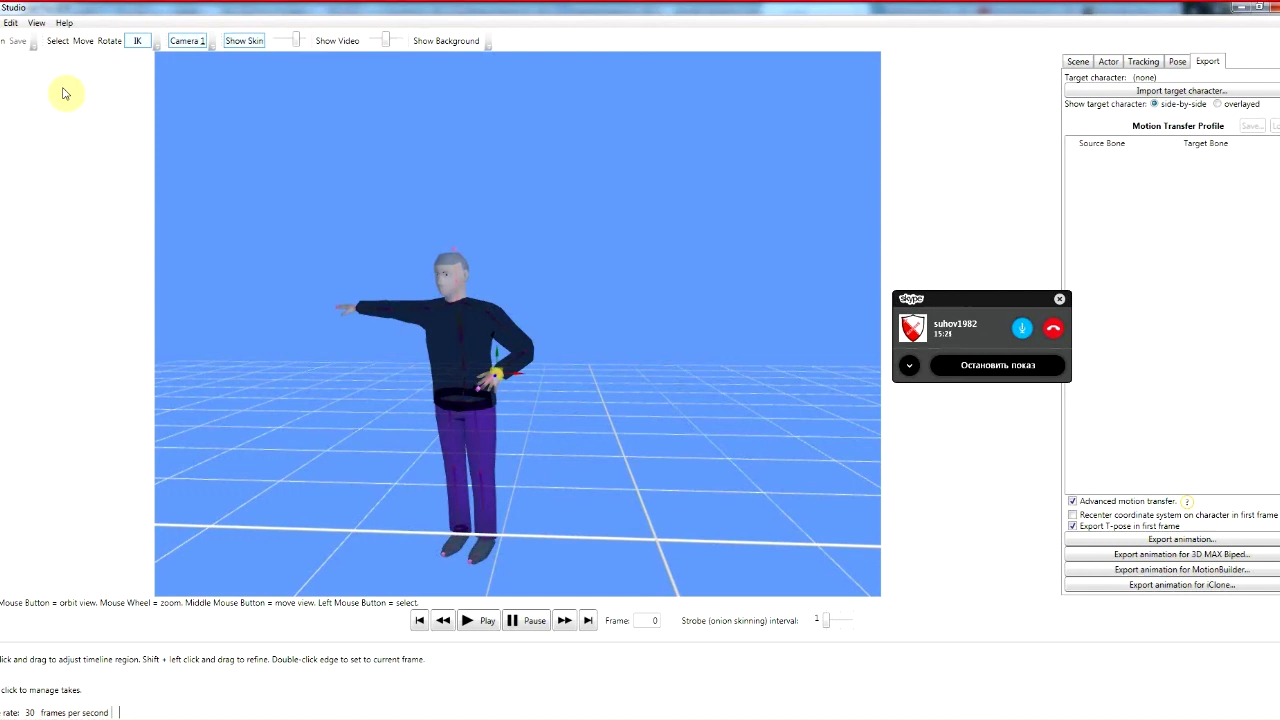 Studio
Edit View Help
n Save Select Move Rotate IK Camera 1 Show Skin Show Video Show Background
Scene Actor Tracking Pose Export
Target character: (none)
Import target character...
Show target character: side-by-side overlayed
Motion Transfer Profile Save... Lo
Source Bone Target Bone
skype
suhov1982
15:21
Остановить показ
Advanced motion transfer. ?
Recenter coordinate system on character in first frame
Export T-pose in first frame
Export animation...
Export animation for 3D MAX Biped...
Export animation for MotionBuilder...
Export animation for iClone...
Mouse Button = orbit view. Mouse Wheel = zoom. Middle Mouse Button = move view. Left Mouse Button = select.
Play Pause Frame: 0 Strobe (onion skinning) interval: 1
lick and drag to adjust timeline region. Shift + left click and drag to refine. Double-click edge to set to current frame.
click to manage takes.
rate: 30 frames per second